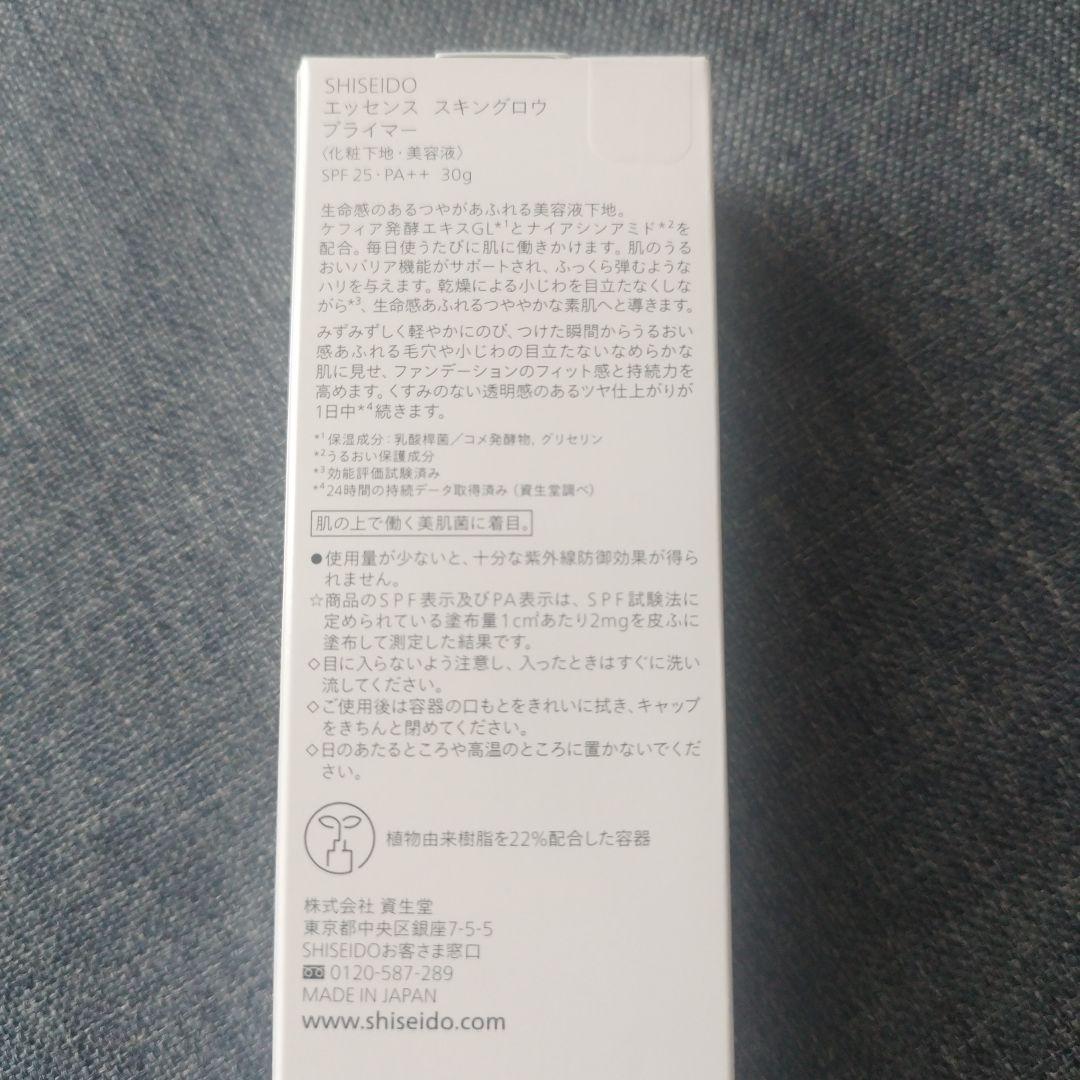 SHISEIDO
エッセンス スキングロウ
プライマー
〈化粧下地・美容液〉
SPF 25・PA++ 30g
生命感のあるつやがあふれる美容液下地。
ケフィア発酵エキスGL*1とナイアシンアミド*2を
配合。毎日使うたびに肌に働きかけます。肌のうる
おいバリア機能がサポートされ、ふっくら弾むような
ハリを与えます。乾燥による小じわを目立たなくしな
がら*3、生命感あふれるつややかな素肌へと導きます。
みずみずしく軽やかにのび、つけた瞬間からうるおい
感あふれる毛穴や小じわの目立たないなめらかな
肌に見せ、ファンデーションのフィット感と持続力を
高めます。くすみのない透明感のあるツヤ仕上がりが
1日中*4続きます。
*1保湿成分：乳酸桿菌／コメ発酵物, グリセリン
*2うるおい保護成分
*3効能評価試験済み
*424時間の持続データ取得済み（資生堂調べ）
肌の上で働く美肌菌に着目。
●使用量が少ないと、十分な紫外線防御効果が得ら
れません。
☆商品のSPF表示及びPA表示は、SPF試験法に
定められている塗布量1c㎡あたり2mgを皮ふに
塗布して測定した結果です。
◇目に入らないよう注意し、入ったときはすぐに洗い
流してください。
◇ご使用後は容器の口もとをきれいに拭き、キャップ
をきちんと閉めてください。
◇日のあたるところや高温のところに置かないでくだ
さい。
植物由来樹脂を22%配合した容器
株式会社 資生堂
東京都中央区銀座7-5-5
SHISEIDOお客さま窓口
0120-587-289
MADE IN JAPAN
www.shiseido.com